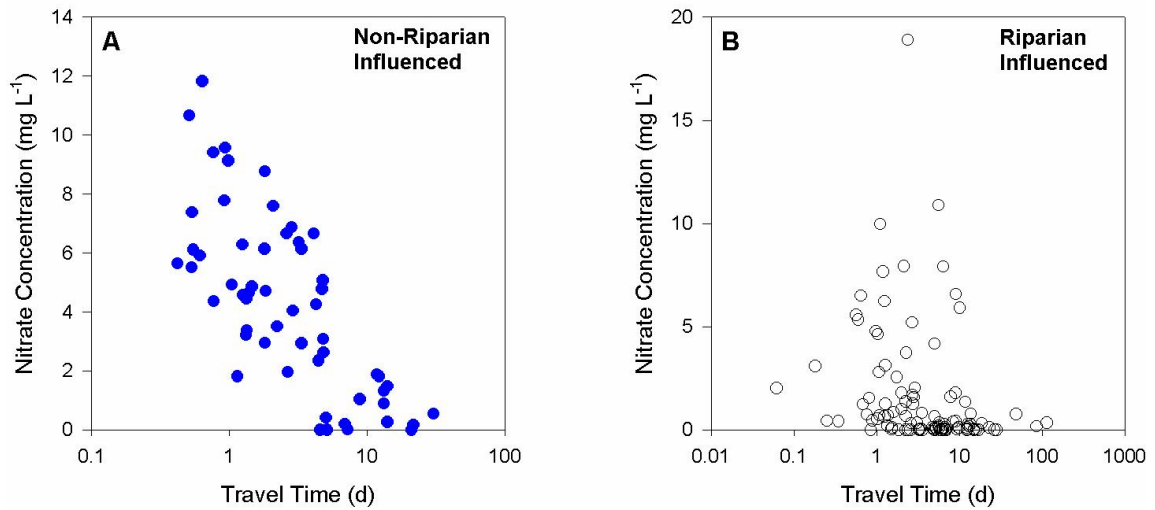 A
Non-Riparian
Influenced
Nitrate Concentration (mg L⁻¹)
14
12
10
8
6
4
2
0
0.1
1
10
100
Travel Time (d)
B
Riparian
Influenced
Nitrate Concentration (mg L⁻¹)
20
15
10
5
0
0.01
0.1
1
10
100
1000
Travel Time (d)